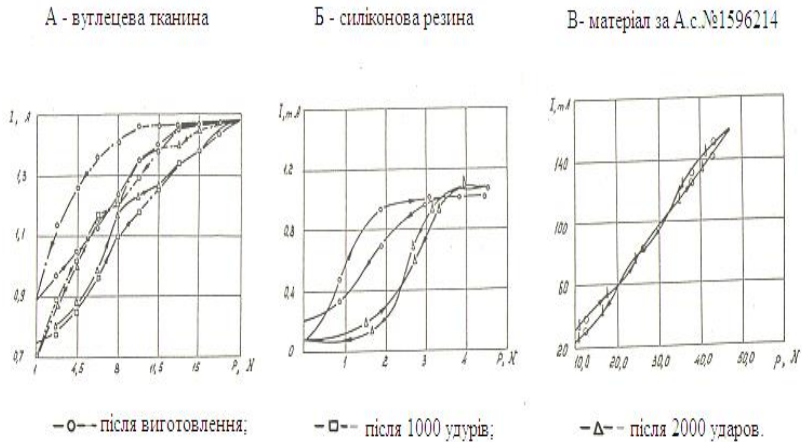 А - вуглецева тканина
Б - силіконова резина
В- матеріал за А.с.№1596214
I, А
1,3
1,1
0,9
0,7
1
4,5
8
11,5
15
P, N
I, mA
1,2
0,8
0,4
0
1
2
3
4
P, N
I, mA
140
100
60
20
10,0
20,0
30,0
40,0
50,0
P, N
–о– після виготовлення;
–□– після 1000 удурів;
–Δ– після 2000 ударов.